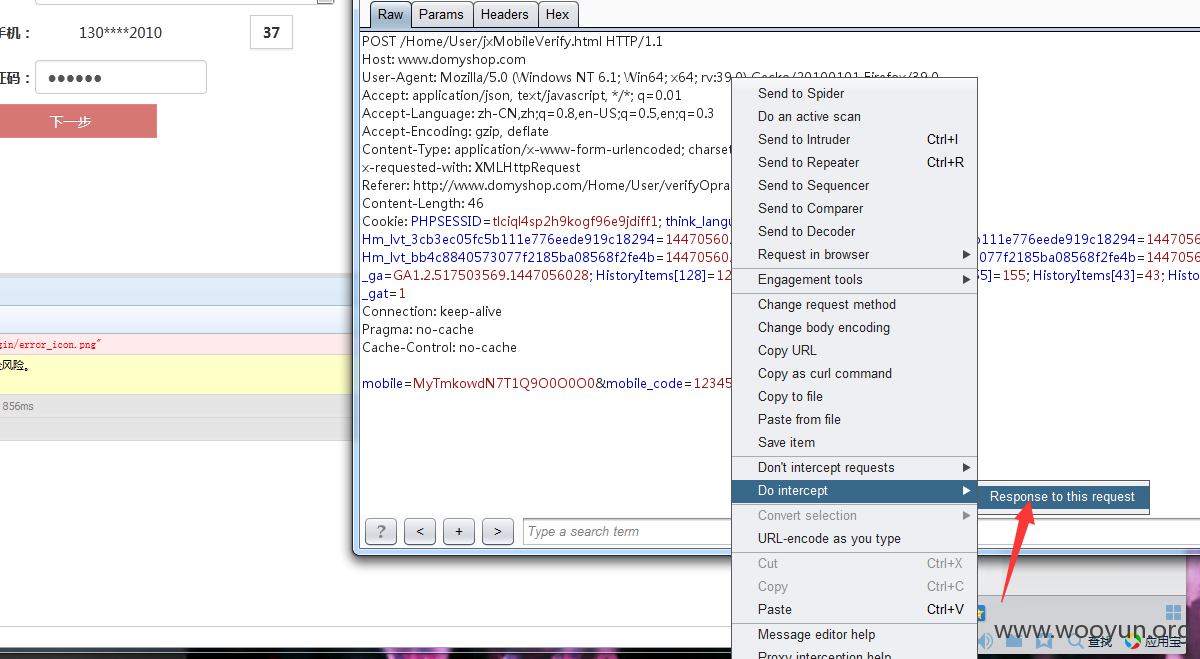 手机： 130****2010 37
证码：
下一步
gin/error_icon.png"
风险。
856ms
Raw Params Headers Hex
POST /Home/User/jxMobileVerify.html HTTP/1.1
Host: www.domyshop.com
User-Agent: Mozilla/5.0 (Windows NT 6.1; Win64; x64; rv:39.0) Gecko/20100101 Firefox/39.0
Accept: application/json, text/javascript, */*; q=0.01
Accept-Language: zh-CN,zh;q=0.8,en-US;q=0.5,en;q=0.3
Accept-Encoding: gzip, deflate
Content-Type: application/x-www-form-urlencoded; charset
x-requested-with: XMLHttpRequest
Referer: http://www.domyshop.com/Home/User/verifyOpra
Content-Length: 46
Cookie: PHPSESSID=tlciql4sp2h9kogf96e9jdiff1; think_langu
Hm_lvt_3cb3ec05fc5b111e776eede919c18294=14470560 b111e776eede919c18294=144705
Hm_lvt_bb4c8840573077f2185ba08568f2fe4b=14470560 077f2185ba08568f2fe4b=144705
_ga=GA1.2.517503569.1447056028; HistoryItems[128]=12 55]=155; HistoryItems[43]=43; Histo
_gat=1
Connection: keep-alive
Pragma: no-cache
Cache-Control: no-cache
mobile=MyTmkowdN7T1Q9O0O0O0&mobile_code=12345
? < + > Type a search term
Send to Spider
Do an active scan
Send to Intruder Ctrl+I
Send to Repeater Ctrl+R
Send to Sequencer
Send to Comparer
Send to Decoder
Request in browser
Engagement tools
Change request method
Change body encoding
Copy URL
Copy as curl command
Copy to file
Paste from file
Save item
Don't intercept requests
Do intercept
Response to this request
Convert selection
URL-encode as you type
Cut Ctrl+X
Copy Ctrl+C
Paste Ctrl+V
Message editor help
Proxy interception help
www.wooyun.org
查找 应用宝